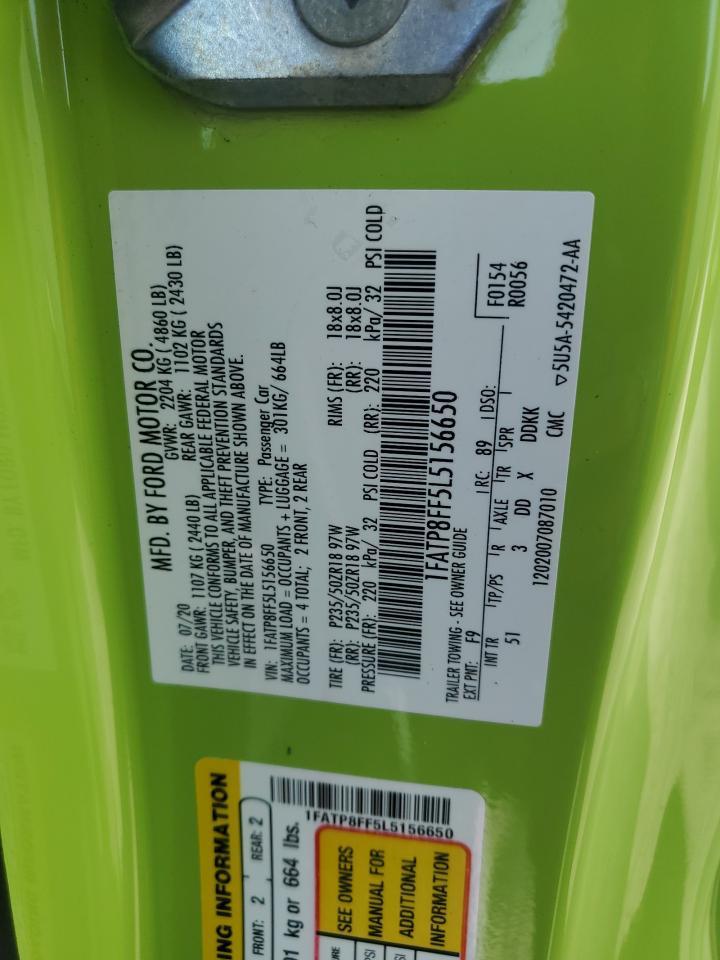 MFD. BY FORD MOTOR CO.
DATE: 07/20 GVWR: 2204 KG ( 4860 LB)
FRONT GAWR: 1107 KG ( 2440 LB) REAR GAWR: 1102 KG ( 2430 LB)
THIS VEHICLE CONFORMS TO ALL APPLICABLE FEDERAL MOTOR
VEHICLE SAFETY, BUMPER, AND THEFT PREVENTION STANDARDS
IN EFFECT ON THE DATE OF MANUFACTURE SHOWN ABOVE.
VIN: 1FATP8FF5L5156650 TYPE: Passenger Car
MAXIMUM LOAD = OCCUPANTS + LUGGAGE = 301KG/ 664LB
OCCUPANTS = 4 TOTAL; 2 FRONT, 2 REAR
TIRE (FR): P235/50ZR18 97W RIMS (FR): 18x8.0J
(RR): P235/50ZR18 97W (RR): 18x8.0J
PRESSURE (FR): 220 kPa/ 32 PSI COLD (RR): 220 kPa/ 32 PSI COLD
1FATP8FF5L5156650
TRAILER TOWING - SEE OWNER GUIDE
EXT PNT: F9 RC: 89 DSO: F0154
R0056
INT TR TP/PS R AXLE TR SPR
51 3 DD X DDKK
1202007087010 CMC
▽5U5A-5420472-AA
ING INFORMATION
FRONT: 2 REAR: 2
01 kg or 664 lbs.
1FATP8FF5L5156650
SEE OWNERS
MANUAL FOR
ADDITIONAL
INFORMATION